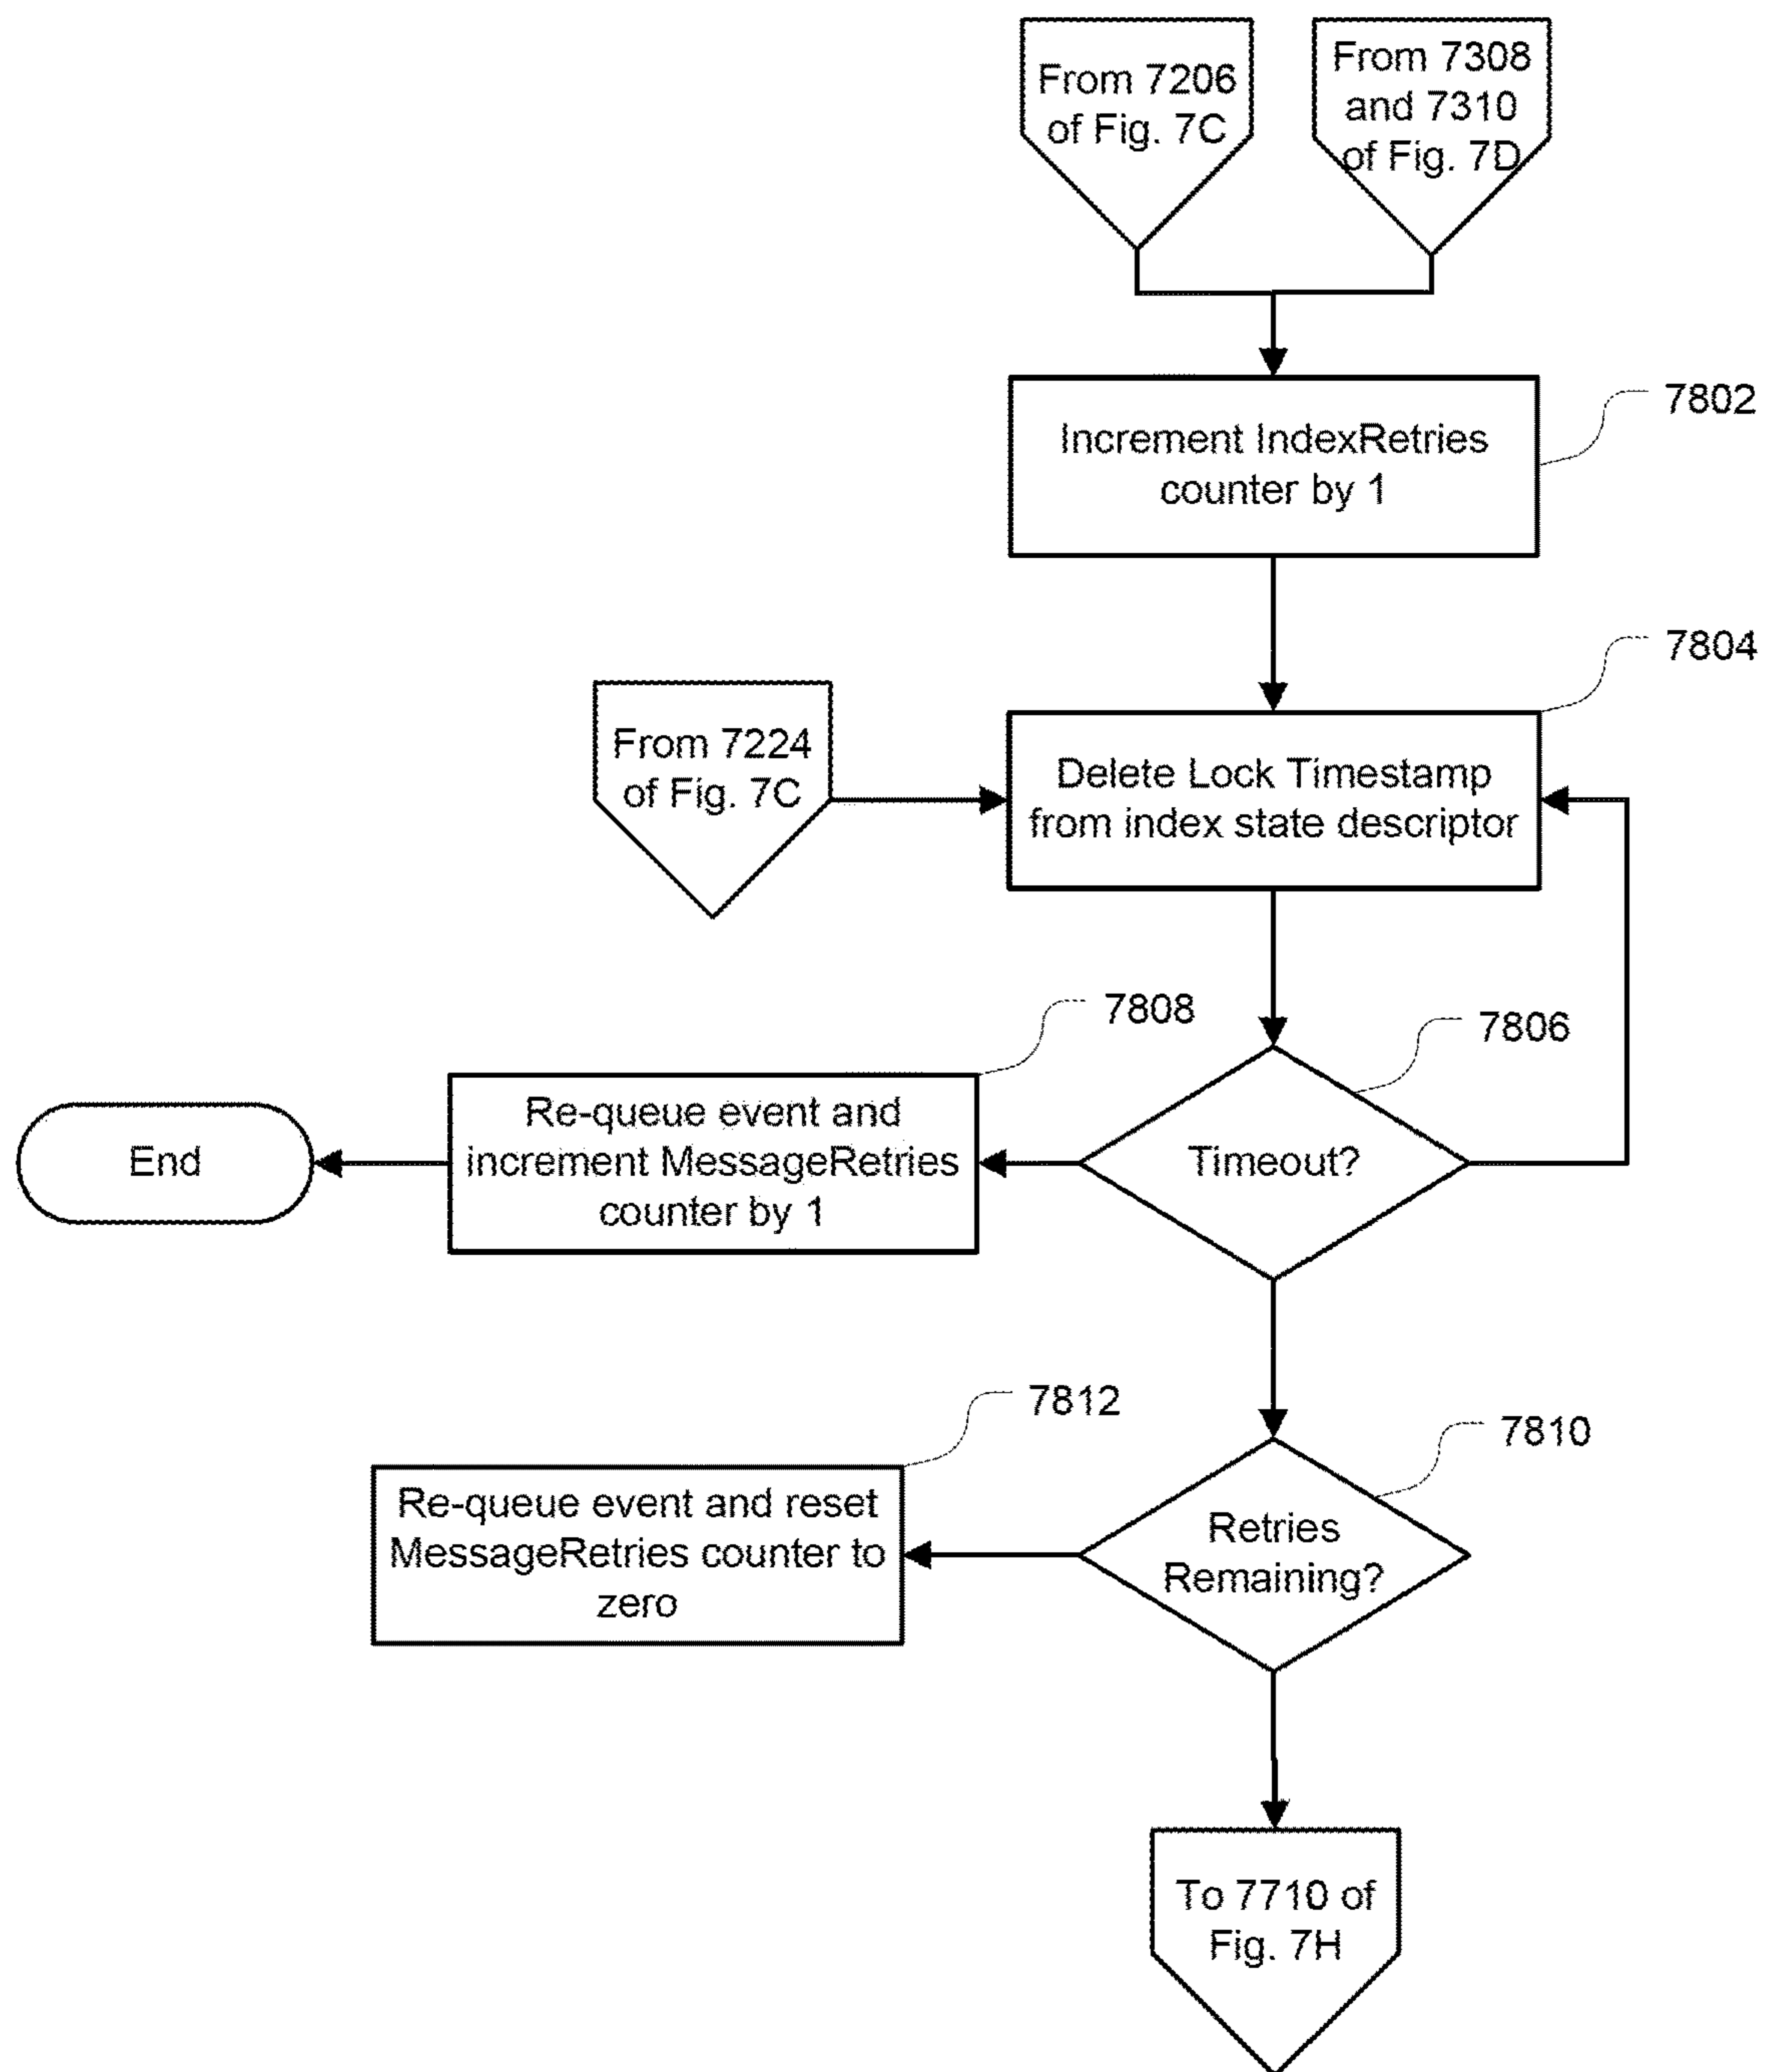 From 7206
of Fig. 7C
From 7308
and 7310
of Fig. 7D
7802
Increment IndexRetries
counter by 1
7804
From 7224
of Fig. 7C
Delete Lock Timestamp
from index state descriptor
7808
7806
End
Re-queue event and
increment MessageRetries
counter by 1
Timeout?
7812
7810
Re-queue event and reset
MessageRetries counter to
zero
Retries
Remaining?
To 7710 of
Fig. 7H